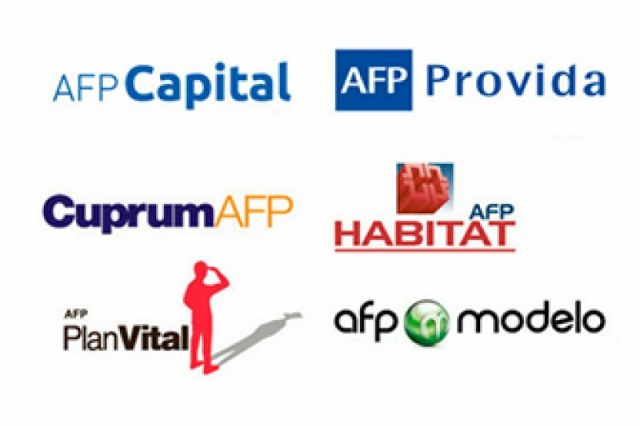 AFP Capital
AFP Provida
CuprumAFP
AFP
HABITAT
AFP
PlanVital
afp modelo